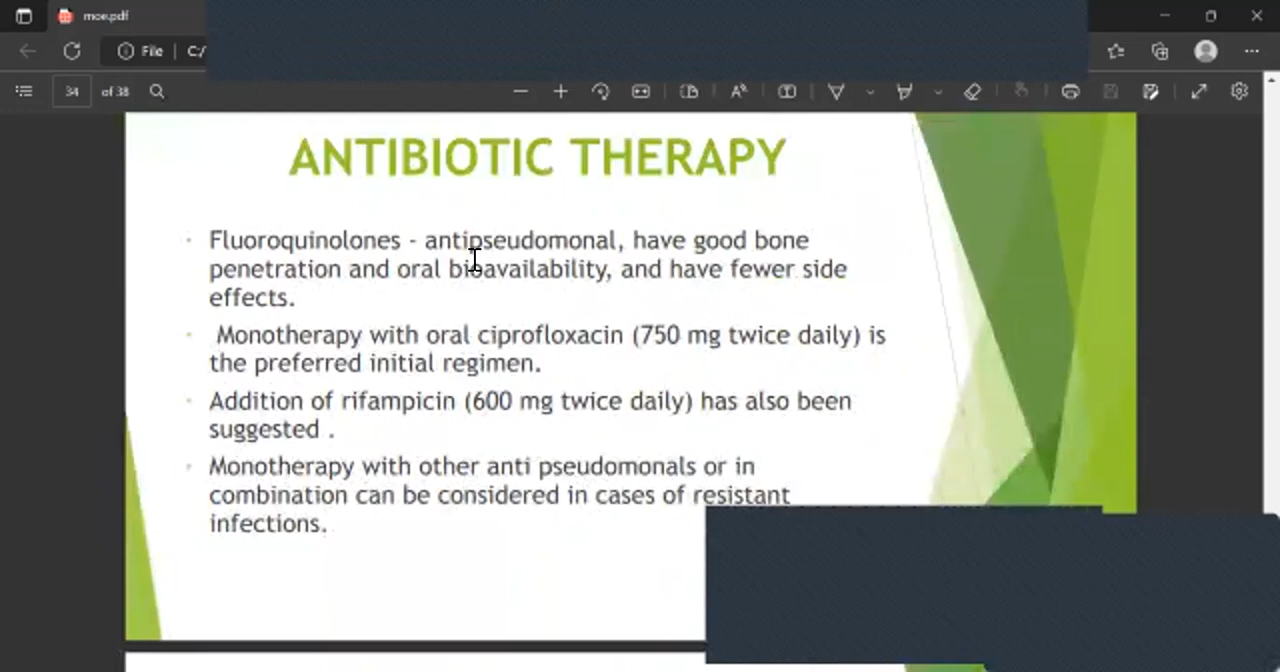 moe.pdf
File
C:/
34
of 38
ANTIBIOTIC THERAPY
· Fluoroquinolones - antipseudomonal, have good bone
penetration and oral bioavailability, and have fewer side
effects.
· Monotherapy with oral ciprofloxacin (750 mg twice daily) is
the preferred initial regimen.
· Addition of rifampicin (600 mg twice daily) has also been
suggested .
· Monotherapy with other anti pseudomonals or in
combination can be considered in cases of resistant
infections.